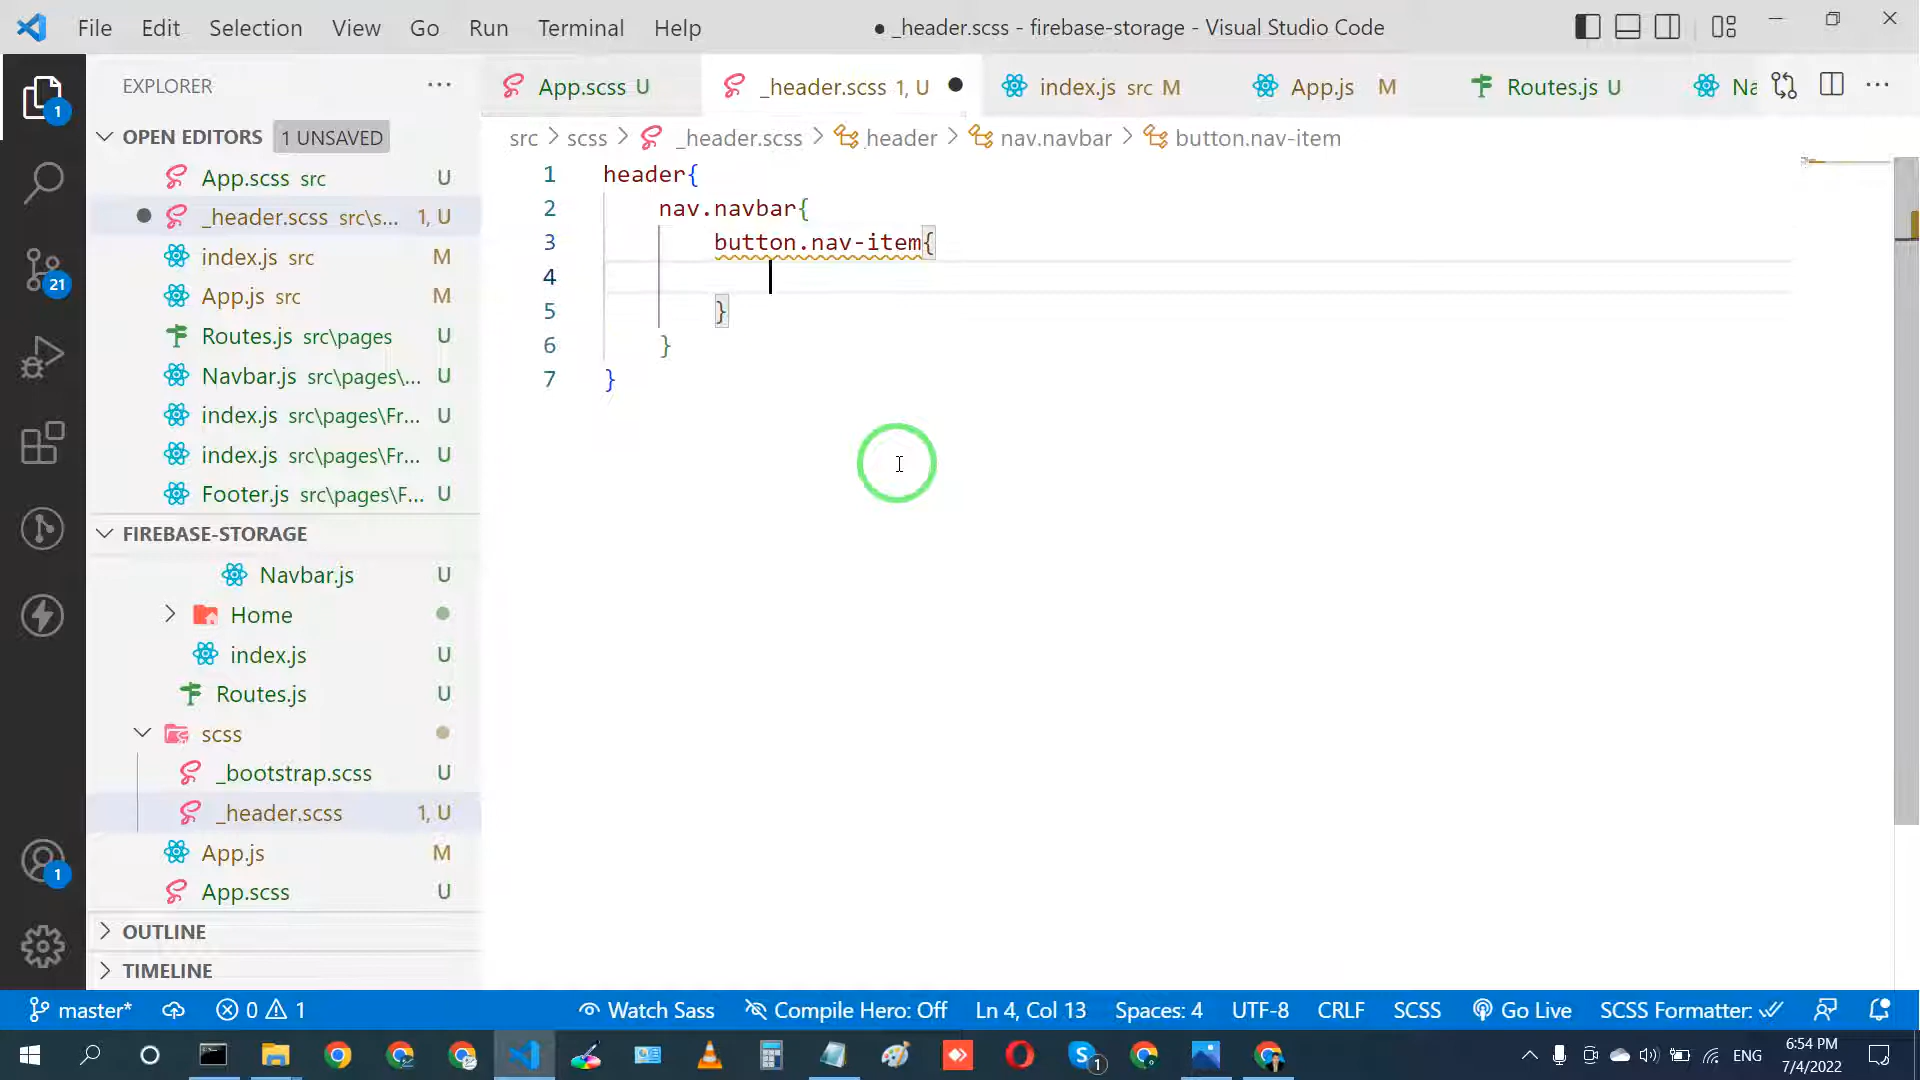 File Edit Selection View Go Run Terminal Help ● _header.scss - firebase-storage - Visual Studio Code
EXPLORER
App.scss U _header.scss 1, U index.js src M App.js M Routes.js U Na
OPEN EDITORS 1 UNSAVED
src > scss > _header.scss > header > nav.navbar > button.nav-item
App.scss src U
_header.scss src\s... 1, U
index.js src M
App.js src M
Routes.js src\pages U
Navbar.js src\pages\... U
index.js src\pages\Fr... U
index.js src\pages\Fr... U
Footer.js src\pages\F... U
1 header{
2 nav.navbar{
3 button.nav-item{
4
5 }
6 }
7 }
FIREBASE-STORAGE
Navbar.js U
Home
index.js U
Routes.js U
scss
_bootstrap.scss U
_header.scss 1, U
App.js M
App.scss U
OUTLINE
TIMELINE
1
21
1
master* 0 1 Watch Sass Compile Hero: Off Ln 4, Col 13 Spaces: 4 UTF-8 CRLF SCSS Go Live SCSS Formatter:
1
ENG
6:54 PM
7/4/2022